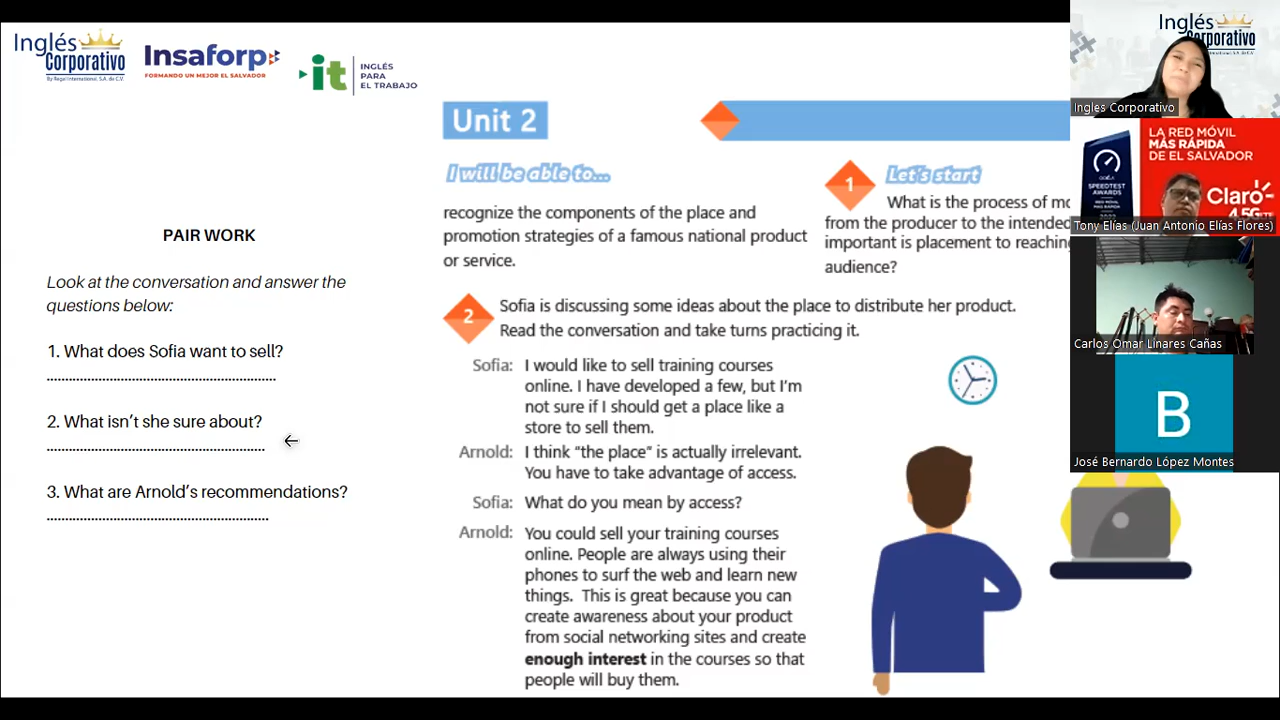 Inglés
Corporativo
By Regal International, S.A. de C.V.
Insaforp
FORMANDO UN MEJOR EL SALVADOR
it
INGLÉS
PARA
EL TRABAJO
PAIR WORK
Look at the conversation and answer the
questions below:
1. What does Sofia want to sell?
2. What isn't she sure about?
3. What are Arnold's recommendations?
Unit 2
I will be able to...
recognize the components of the place and
promotion strategies of a famous national product
or service.
1
Let's start
What is the process of mo
from the producer to the intended
important is placement to reaching
audience?
2
Sofia is discussing some ideas about the place to distribute her product.
Read the conversation and take turns practicing it.
Sofia: I would like to sell training courses
online. I have developed a few, but I'm
not sure if I should get a place like a
store to sell them.
Arnold: I think "the place" is actually irrelevant.
You have to take advantage of access.
Sofia: What do you mean by access?
Arnold: You could sell your training courses
online. People are always using their
phones to surf the web and learn new
things. This is great because you can
create awareness about your product
from social networking sites and create
enough interest in the courses so that
people will buy them.
Inglés
Corporativo
Ingles Corporativo
SPEEDTEST
AWARDS
LA RED MÓVIL
MÁS RÁPIDA
DE EL SALVADOR
Claro
4.5G
Tony Elías (Juan Antonio Elías Flores)
Carlos Omar Linares Cañas
B
José Bernardo López Montes